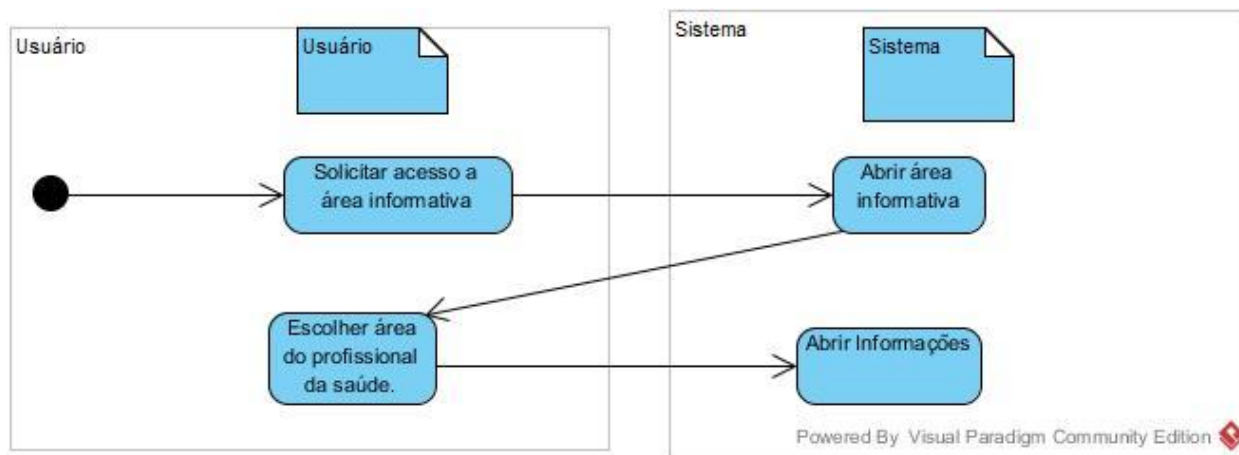 Usuário
Usuário
Sistema
Sistema
Solicitar acesso a
área informativa
Abrir área
informativa
Escolher área
do profissional
da saúde.
Abrir Informações
Powered By Visual Paradigm Community Edition